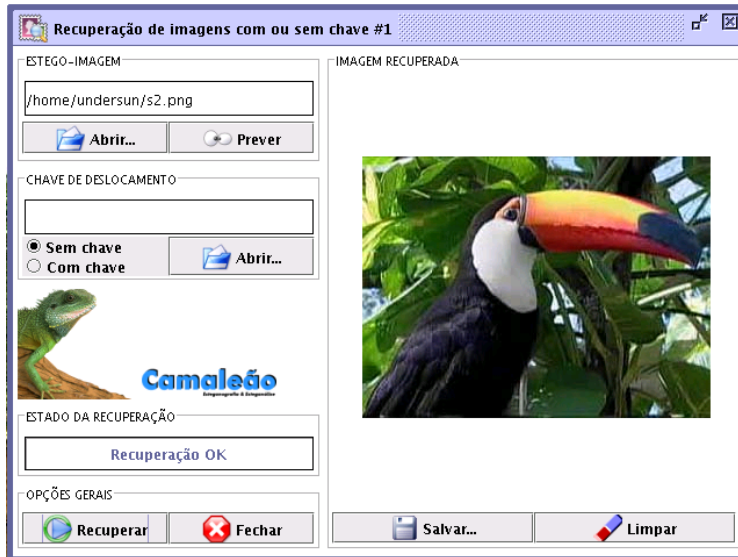 Recuperação de imagens com ou sem chave #1
ESTEGO-IMAGEM
/home/undersun/s2.png
Abrir...
Prever
CHAVE DE DESLOCAMENTO
Sem chave
Com chave
Abrir...
Camaleão
Esteganografia & Esteganálise
ESTADO DA RECUPERAÇÃO
Recuperação OK
OPÇÕES GERAIS
Recuperar
Fechar
IMAGEM RECUPERADA
Salvar...
Limpar